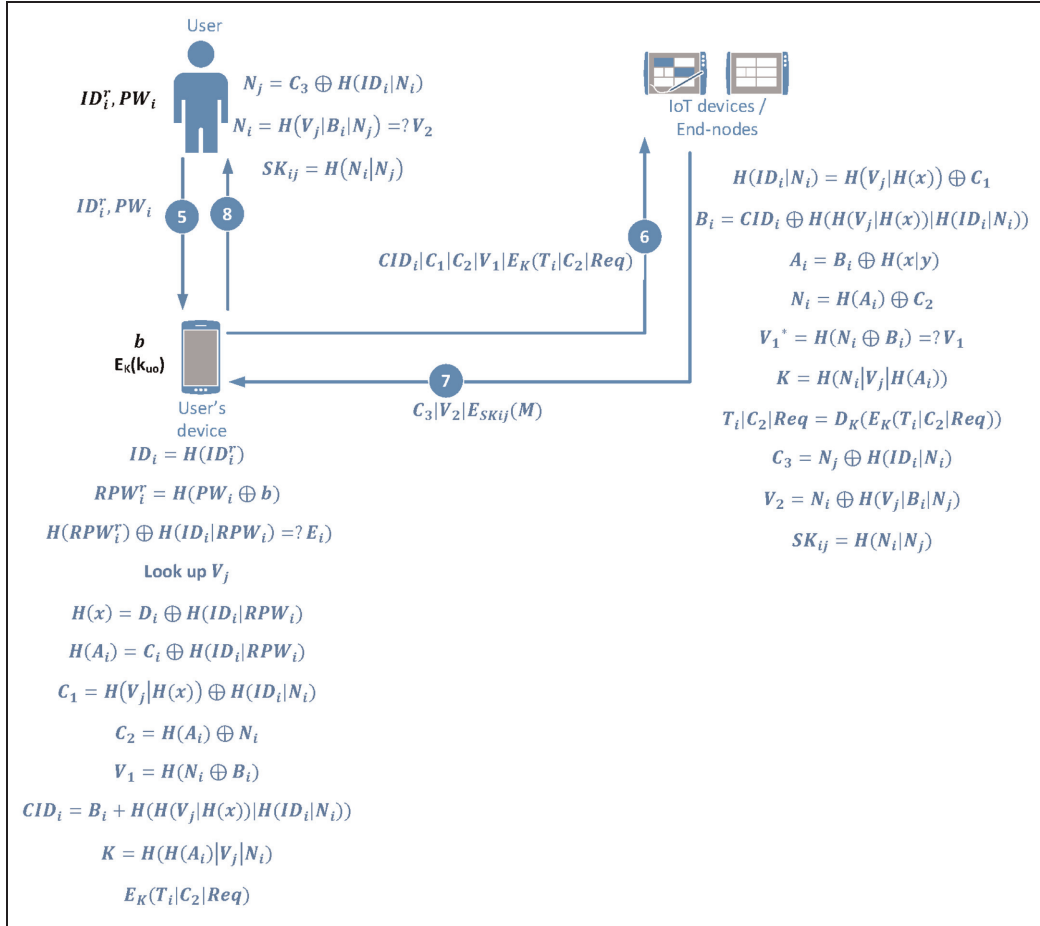 User
ID_i^r, PW_i
N_j = C_3 ⊕ H(ID_i|N_i)
N_i = H(V_j|B_i|N_j) =? V_2
SK_ij = H(N_i|N_j)
ID_i^r, PW_i
5
8
IoT devices /
End-nodes
6
CID_i|C_1|C_2|V_1|E_K(T_i|C_2|Req)
H(ID_i|N_i) = H(V_j|H(x)) ⊕ C_1
B_i = CID_i ⊕ H(H(V_j|H(x))|H(ID_i|N_i))
A_i = B_i ⊕ H(x|y)
N_i = H(A_i) ⊕ C_2
V_1^* = H(N_i ⊕ B_i) =? V_1
K = H(N_i|V_j|H(A_i))
T_i|C_2|Req = D_K(E_K(T_i|C_2|Req))
C_3 = N_j ⊕ H(ID_i|N_i)
V_2 = N_i ⊕ H(V_j|B_i|N_j)
SK_ij = H(N_i|N_j)
7
C_3|V_2|E_SKij(M)
b
E_K(k_uo)
User's
device
ID_i = H(ID_i^r)
RPW_i^r = H(PW_i ⊕ b)
H(RPW_i^r) ⊕ H(ID_i|RPW_i) =? E_i)
Look up V_j
H(x) = D_i ⊕ H(ID_i|RPW_i)
H(A_i) = C_i ⊕ H(ID_i|RPW_i)
C_1 = H(V_j|H(x)) ⊕ H(ID_i|N_i)
C_2 = H(A_i) ⊕ N_i
V_1 = H(N_i ⊕ B_i)
CID_i = B_i + H(H(V_j|H(x))|H(ID_i|N_i))
K = H(H(A_i)|V_j|N_i)
E_K(T_i|C_2|Req)